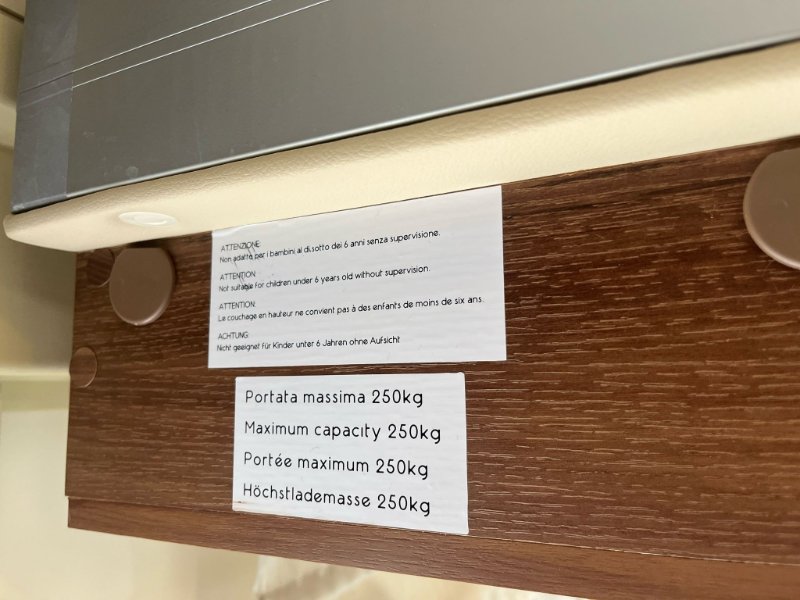 ATTENZIONE:
Non adatto per i bambini al di.sotto dei 6 anni senza supervisione.
ATTENTION:
Not suitable for children under 6 years old without supervision.
ATTENTION:
Le couchage en hauteur ne convient pas à des enfants de moins de six ans.
ACHTUNG:
Nicht geeignet für Kinder unter 6 Jahren ohne Aufsicht
Portata massima 250kg
Maximum capacity 250kg
Portée maximum 250kg
Höchstlademasse 250kg